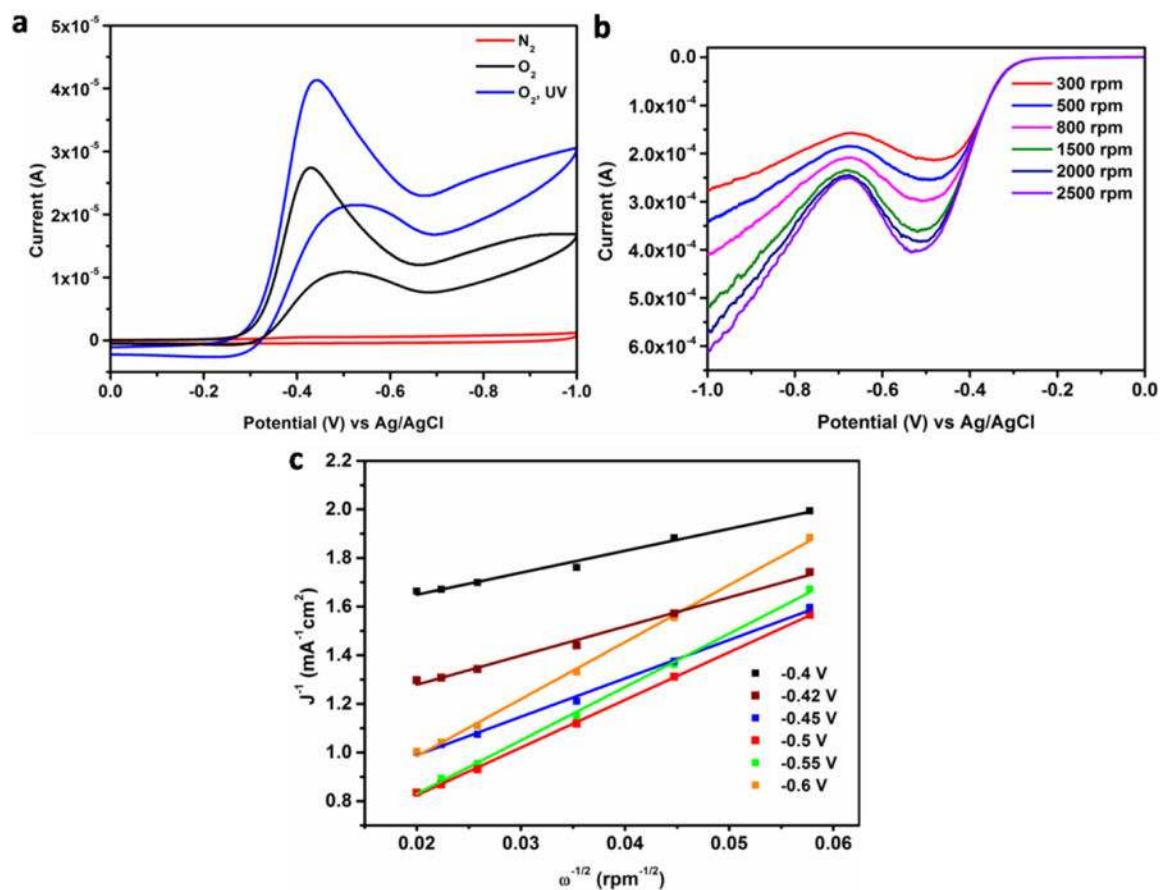 a
5x10⁻⁵
4x10⁻⁵
3x10⁻⁵
2x10⁻⁵
1x10⁻⁵
0
Current (A)
N₂
O₂
O₂, UV
0.0 -0.2 -0.4 -0.6 -0.8 -1.0
Potential (V) vs Ag/AgCl
b
0.0
1.0x10⁻⁴
2.0x10⁻⁴
3.0x10⁻⁴
4.0x10⁻⁴
5.0x10⁻⁴
6.0x10⁻⁴
Current (A)
300 rpm
500 rpm
800 rpm
1500 rpm
2000 rpm
2500 rpm
-1.0 -0.8 -0.6 -0.4 -0.2 0.0
Potential (V) vs Ag/AgCl
c
2.2
2.0
1.8
1.6
1.4
1.2
1.0
0.8
J⁻¹ (mA⁻¹cm²)
-0.4 V
-0.42 V
-0.45 V
-0.5 V
-0.55 V
-0.6 V
0.02 0.03 0.04 0.05 0.06
ω⁻¹/² (rpm⁻¹/²)